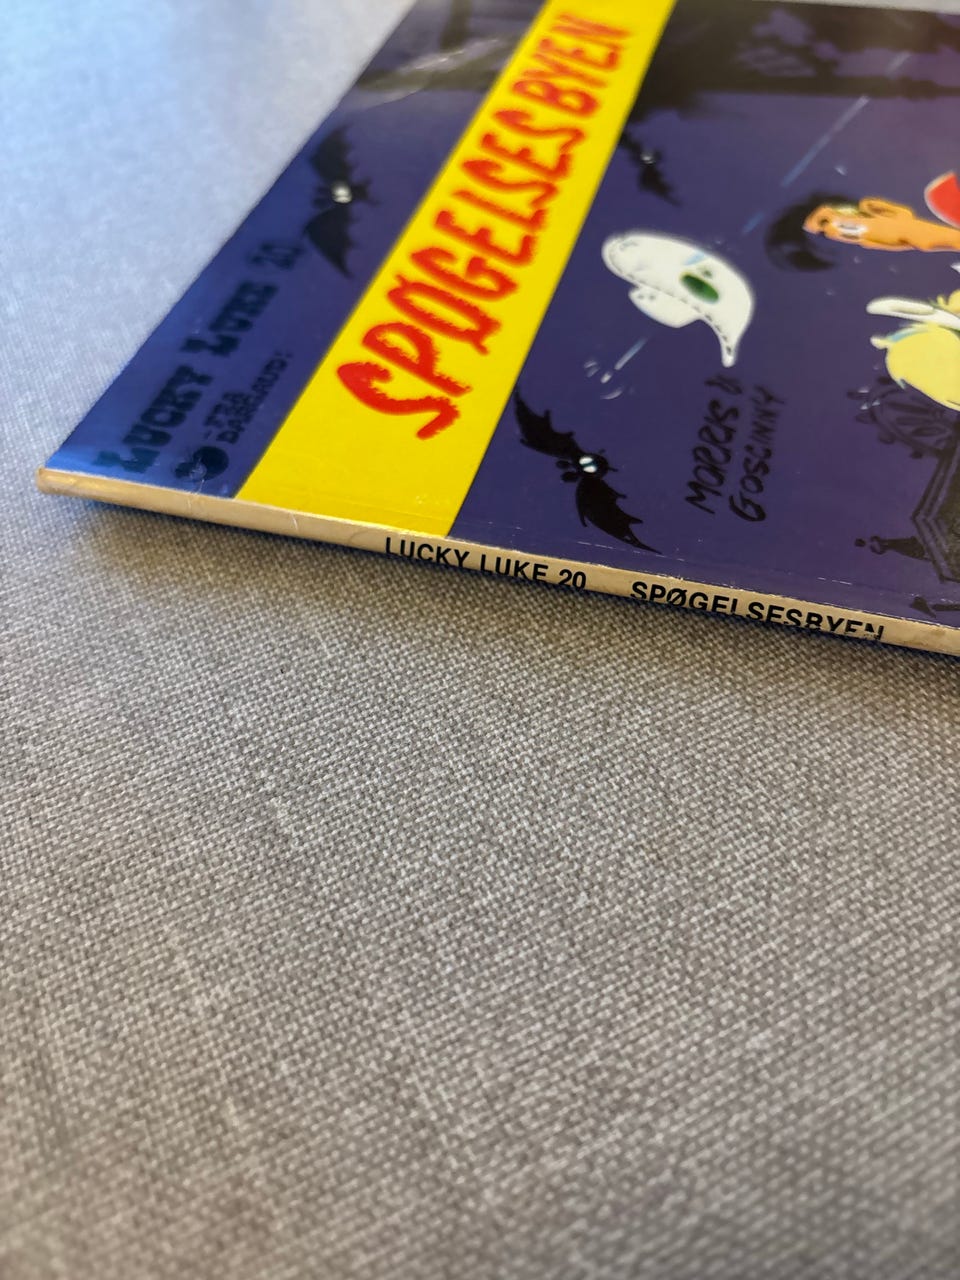 LUCKY LUKE 20
SPØGELSESBYEN
MORRIS &
GOSCINNY
LUCKY LUKE 20 SPØGELSESBYEN